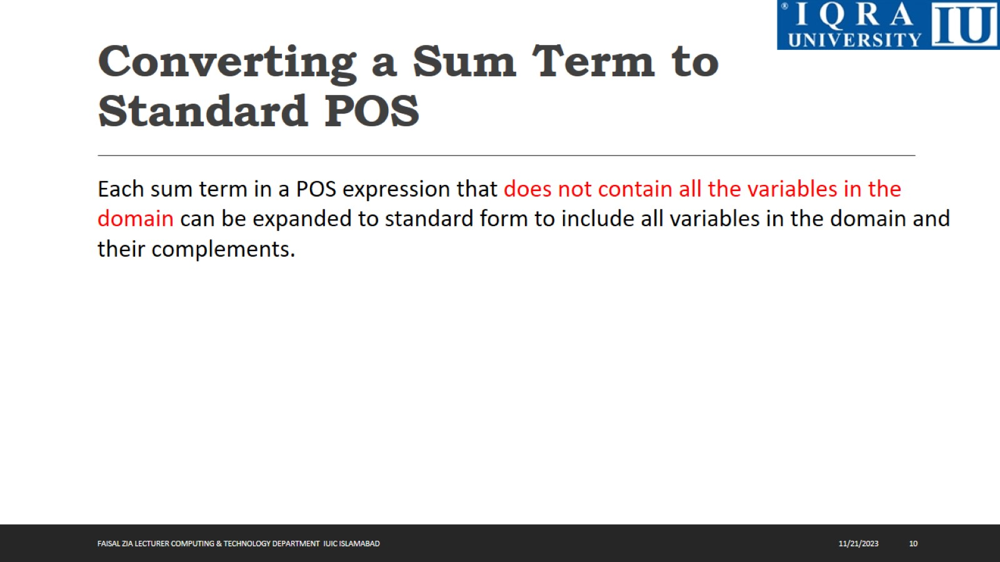 ® IQRA
UNIVERSITY IU
Converting a Sum Term to
Standard POS
Each sum term in a POS expression that does not contain all the variables in the
domain can be expanded to standard form to include all variables in the domain and
their complements.
FAISAL ZIA LECTURER COMPUTING & TECHNOLOGY DEPARTMENT IUIC ISLAMABAD 11/21/2023 10